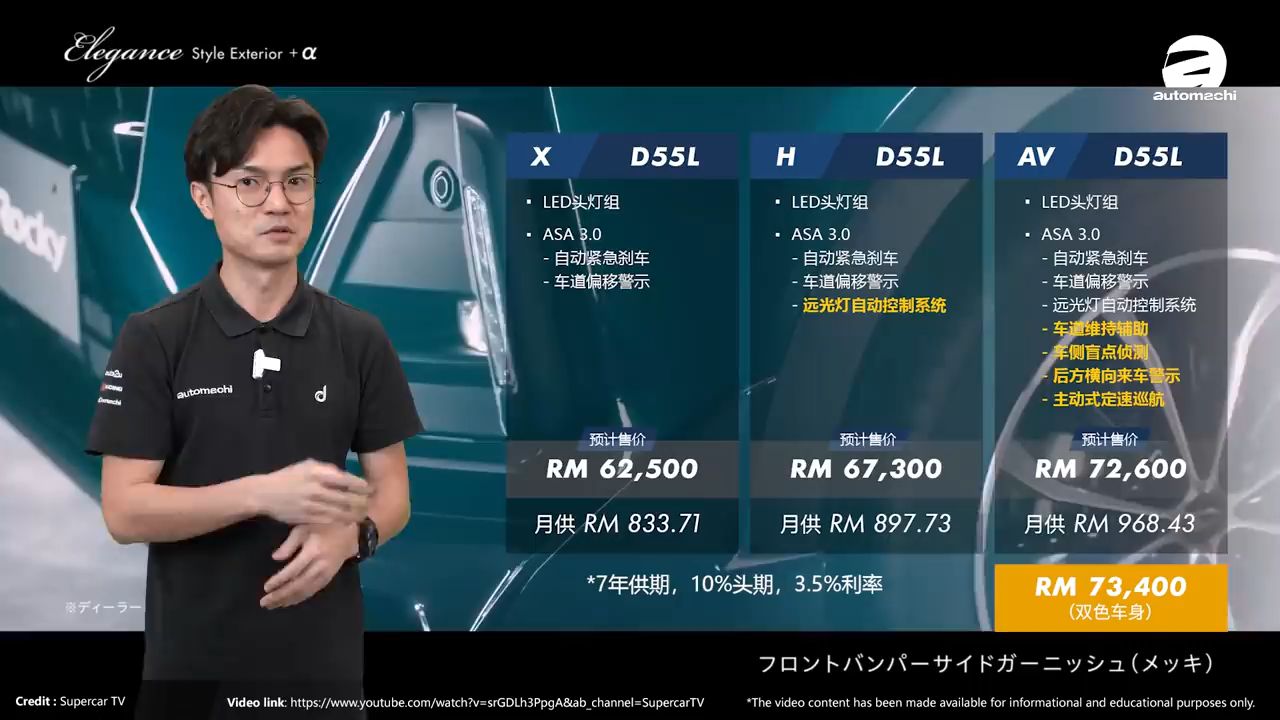 Elegance Style Exterior + α
automachi
Rocky
X D55L
LED头灯组
ASA 3.0
- 自动紧急刹车
- 车道偏移警示
预计售价
RM 62,500
月供 RM 833.71
H D55L
LED头灯组
ASA 3.0
- 自动紧急刹车
- 车道偏移警示
- 远光灯自动控制系统
预计售价
RM 67,300
月供 RM 897.73
AV D55L
LED头灯组
ASA 3.0
- 自动紧急刹车
- 车道偏移警示
- 远光灯自动控制系统
- 车道维持辅助
- 车侧盲点侦测
- 后方横向来车警示
- 主动式定速巡航
预计售价
RM 72,600
月供 RM 968.43
RM 73,400
(双色车身)
*7年供期，10%头期，3.5%利率
automachi
※ディーラー
フロントバンパーサイドガーニッシュ（メッキ）
Credit : Supercar TV
Video link: https://www.youtube.com/watch?v=srGDLh3PpgA&ab_channel=SupercarTV
*The video content has been made available for informational and educational purposes only.